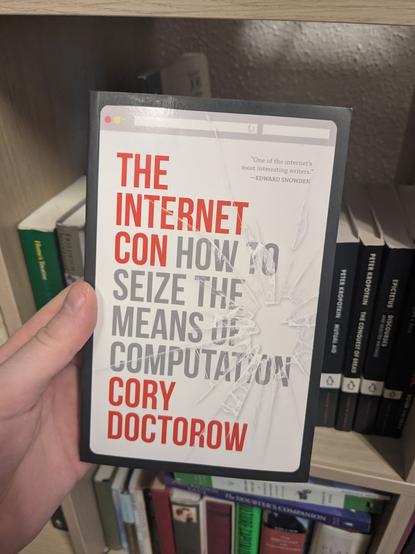 "One of the internet's
most interesting writers."
—EDWARD SNOWDEN
THE
INTERNET
CON HOW TO
SEIZE THE
MEANS OF
COMPUTATION
CORY
DOCTOROW
PETER KROPOTKIN MUTUAL AID
PETER KROPOTKIN THE CONQUEST OF BREAD
EPICTETUS DISCOURSES
THE DOUBTER'S COMPANION